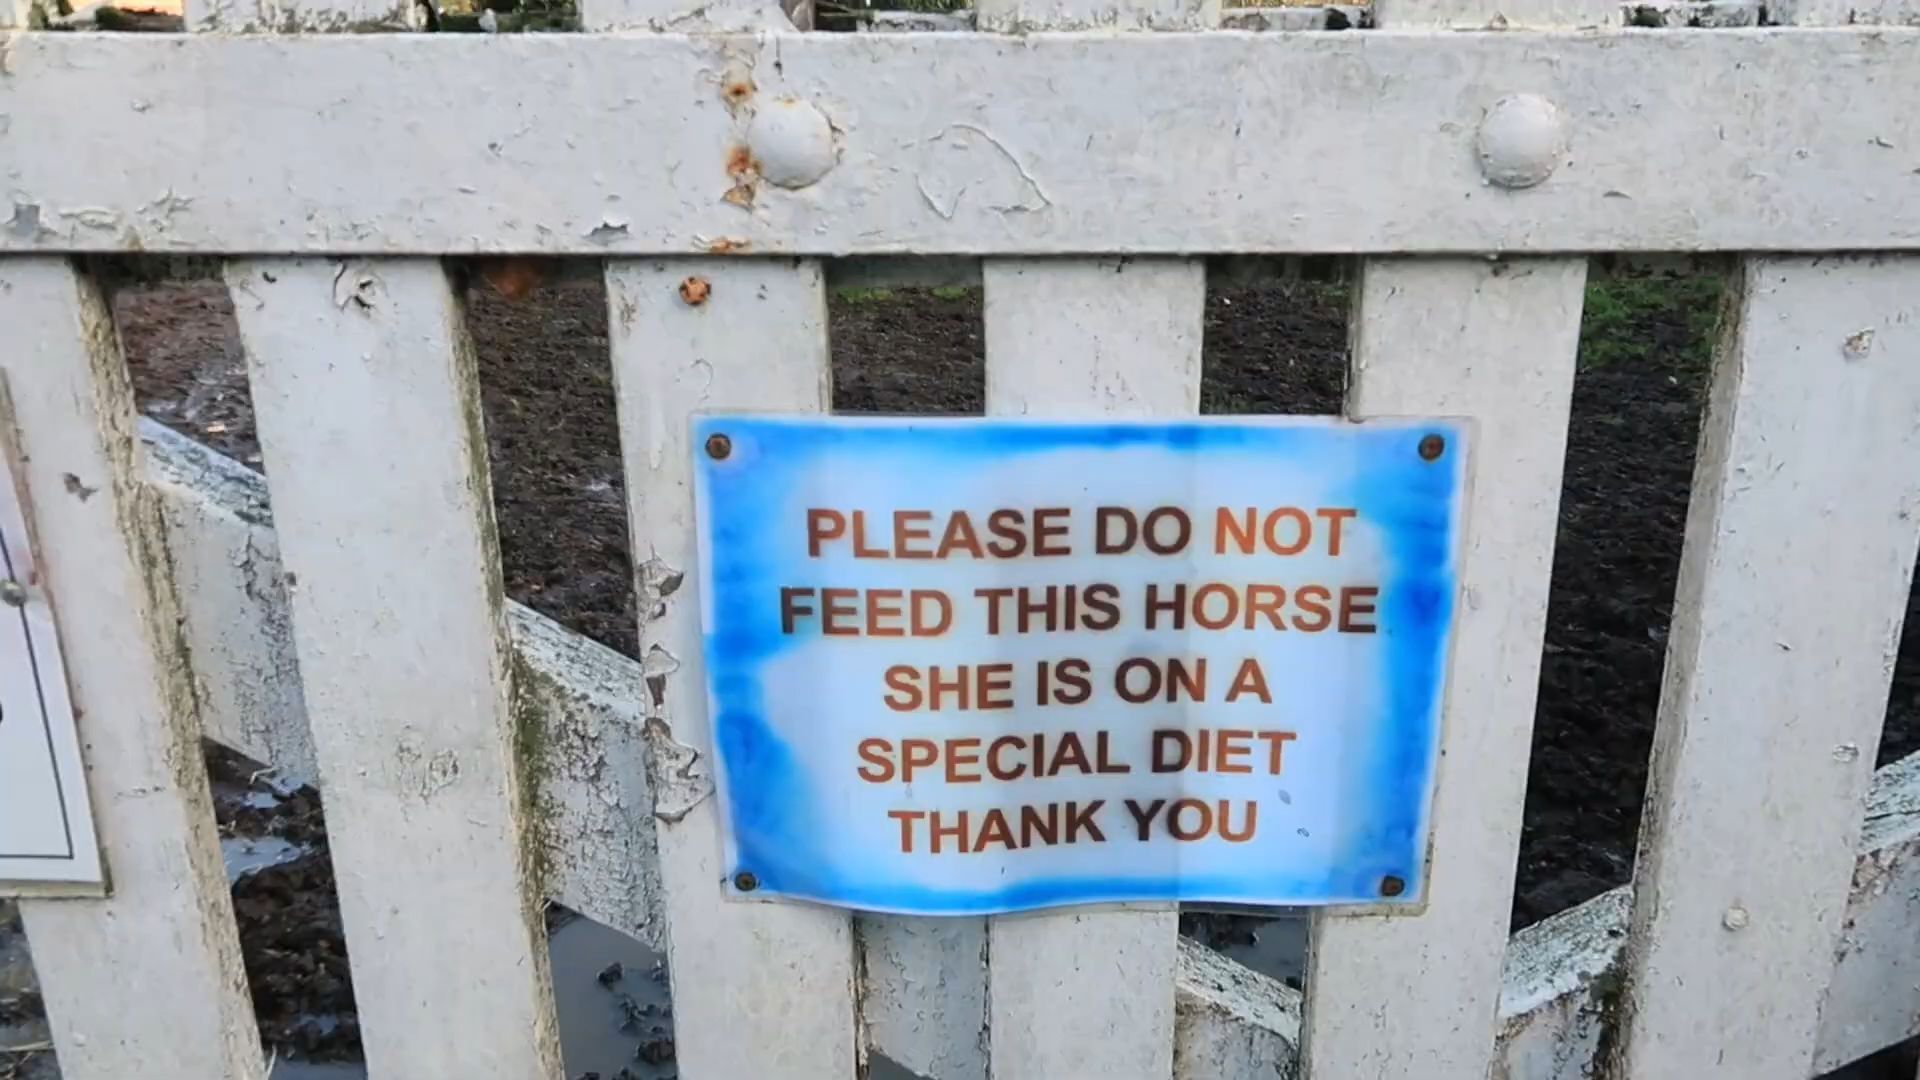 PLEASE DO NOT
FEED THIS HORSE
SHE IS ON A
SPECIAL DIET
THANK YOU